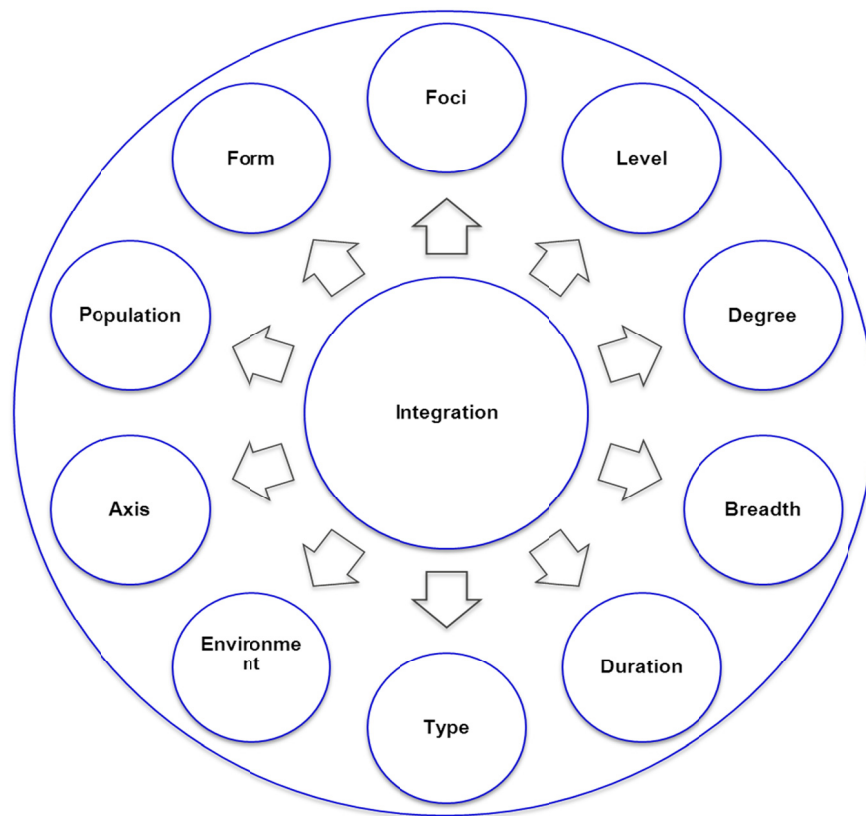 Foci
Form
Level
Population
Degree
Integration
Axis
Breadth
Environme
nt
Duration
Type